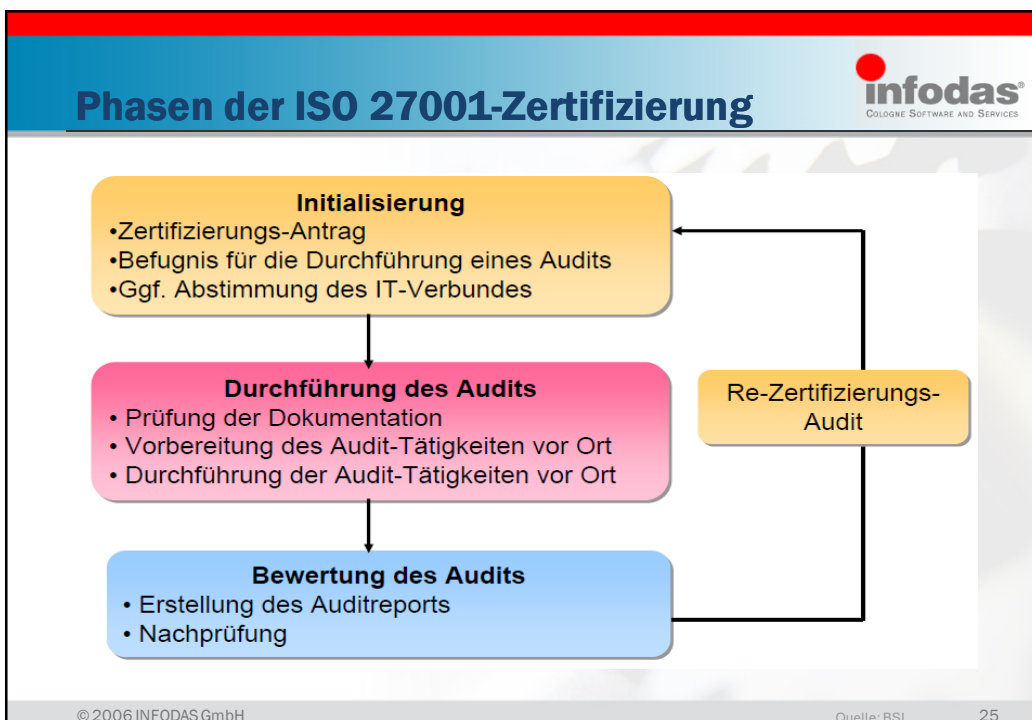 Phasen der ISO 27001-Zertifizierung
infodas®
COLOGNE SOFTWARE AND SERVICES
Initialisierung
•Zertifizierungs-Antrag
•Befugnis für die Durchführung eines Audits
•Ggf. Abstimmung des IT-Verbundes
Durchführung des Audits
• Prüfung der Dokumentation
• Vorbereitung des Audit-Tätigkeiten vor Ort
• Durchführung der Audit-Tätigkeiten vor Ort
Re-Zertifizierungs-
Audit
Bewertung des Audits
• Erstellung des Auditreports
• Nachprüfung
© 2006 INFODAS GmbH
Quelle: BSI
25